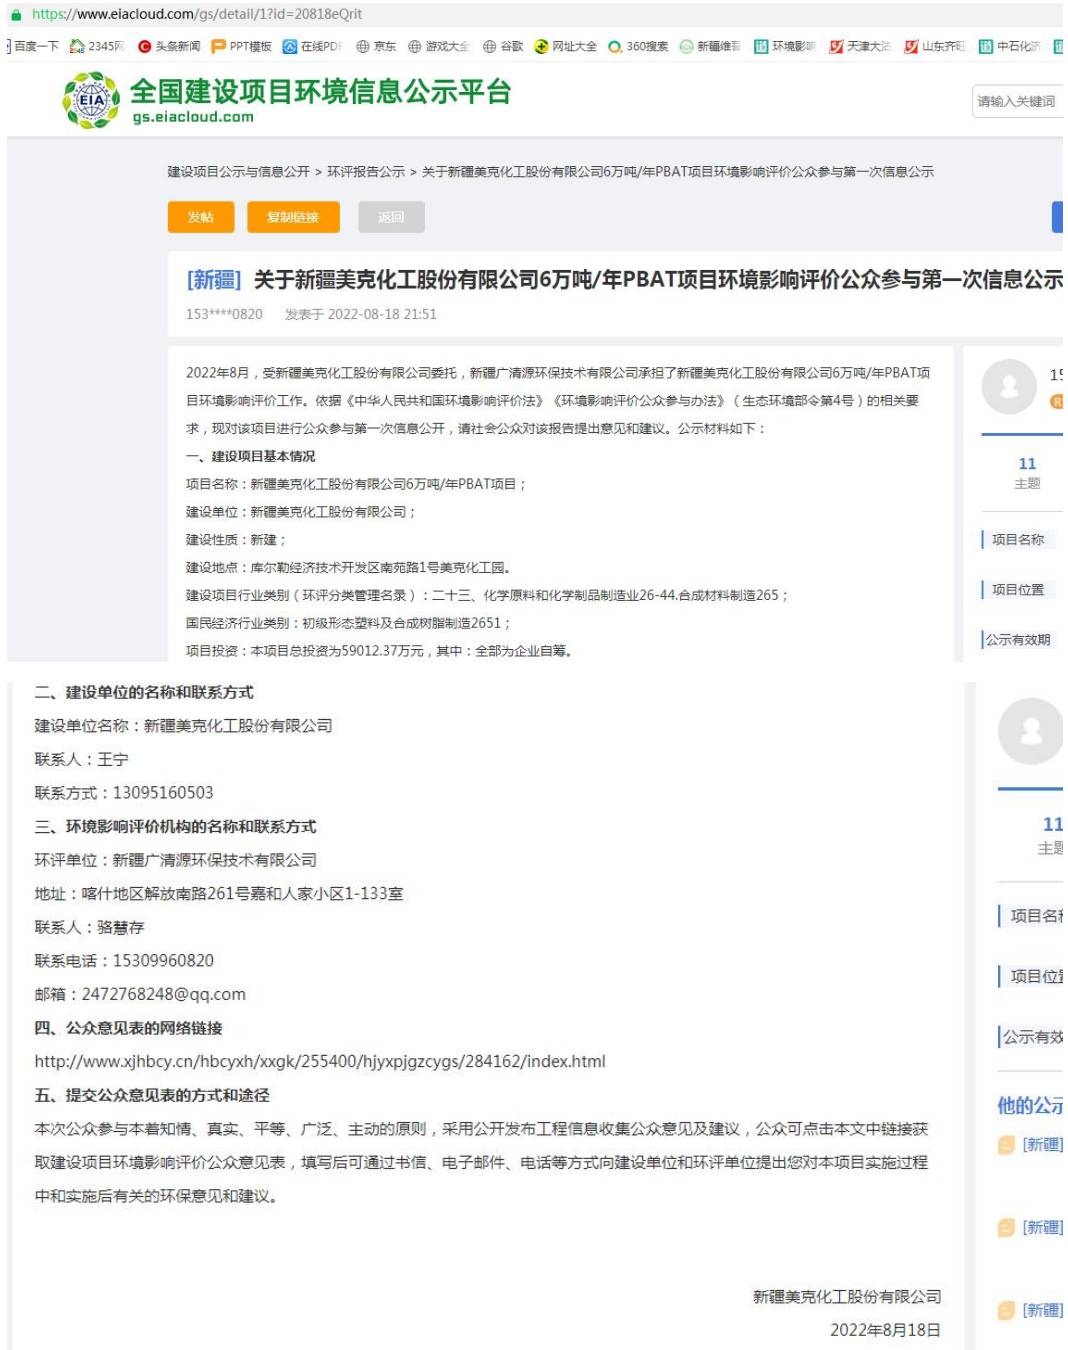 https://www.eiacloud.com/gs/detail/1?id=20818eQrit
百度一下 2345网 头条新闻 PPT模板 在线PDF 京东 游戏大全 谷歌 网址大全 360搜素 新疆维吾 环境影响 天津大沽 山东齐旺 中石化济
全国建设项目环境信息公示平台
gs.eiacloud.com
请输入关键词
建设项目公示与信息公开 > 环评报告公示 > 关于新疆美克化工股份有限公司6万吨/年PBAT项目环境影响评价公众参与第一次信息公示
发帖 复制链接 返回
[新疆] 关于新疆美克化工股份有限公司6万吨/年PBAT项目环境影响评价公众参与第一次信息公示
153****0820 发表于 2022-08-18 21:51
2022年8月，受新疆美克化工股份有限公司委托，新疆广清源环保技术有限公司承担了新疆美克化工股份有限公司6万吨/年PBAT项
目环境影响评价工作。依据《中华人民共和国环境影响评价法》《环境影响评价公众参与办法》（生态环境部令第4号）的相关要
求，现对该项目进行公众参与第一次信息公开，请社会公众对该报告提出意见和建议。公示材料如下：
一、建设项目基本情况
项目名称：新疆美克化工股份有限公司6万吨/年PBAT项目；
建设单位：新疆美克化工股份有限公司；
建设性质：新建；
建设地点：库尔勒经济技术开发区南苑路1号美克化工园。
建设项目行业类别（环评分类管理名录）：二十三、化学原料和化学制品制造业26-44.合成材料制造265；
国民经济行业类别：初级形态塑料及合成树脂制造2651；
项目投资：本项目总投资为59012.37万元，其中：全部为企业自筹。
15
11
主题
项目名称
项目位置
公示有效期
二、建设单位的名称和联系方式
建设单位名称：新疆美克化工股份有限公司
联系人：王宁
联系方式：13095160503
三、环境影响评价机构的名称和联系方式
环评单位：新疆广清源环保技术有限公司
地址：喀什地区解放南路261号嘉和人家小区1-133室
联系人：骆慧存
联系电话：15309960820
邮箱：2472768248@qq.com
四、公众意见表的网络链接
http://www.xjhbcy.cn/hbcyxh/xxgk/255400/hjyxpjgzcygs/284162/index.html
五、提交公众意见表的方式和途径
本次公众参与本着知情、真实、平等、广泛、主动的原则，采用公开发布工程信息收集公众意见及建议，公众可点击本文中链接获
取建设项目环境影响评价公众意见表，填写后可通过书信、电子邮件、电话等方式向建设单位和环评单位提出您对本项目实施过程
中和实施后有关的环保意见和建议。
新疆美克化工股份有限公司
2022年8月18日
11
主题
项目名称
项目位置
公示有效
他的公示
[新疆]
[新疆]
[新疆]